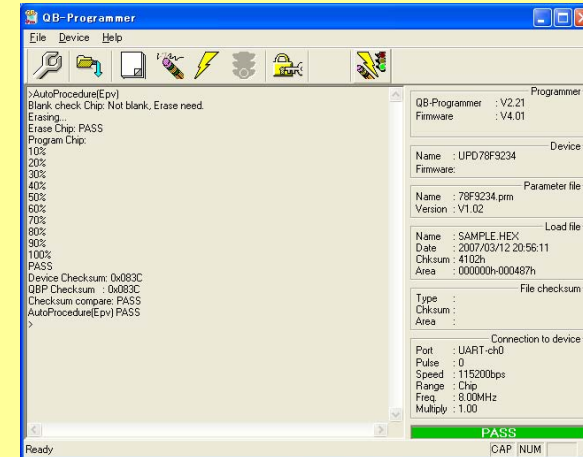 QB-Programmer
File Device Help
>AutoProcedure(Epv)
Blank check Chip: Not blank, Erase need.
Erasing...
Erase Chip: PASS
Program Chip:
10%
20%
30%
40%
50%
60%
70%
80%
90%
100%
PASS
Device Checksum: 0x083C
QBP Checksum : 0x083C
Checksum compare: PASS
AutoProcedure(Epv) PASS
>
Programmer
QB-Programmer : V2.21
Firmware : V4.01
Device
Name : UPD78F9234
Firmware:
Parameter file
Name : 78F9234.prm
Version : V1.02
Load file
Name : SAMPLE.HEX
Date : 2007/03/12 20:56:11
Chksum : 4102h
Area : 000000h-000487h
File checksum
Type :
Chksum :
Area :
Connection to device
Port : UART-ch0
Pulse : 0
Speed : 115200bps
Range : Chip
Freq. : 8.00MHz
Multiply : 1.00
PASS
Ready
CAP NUM